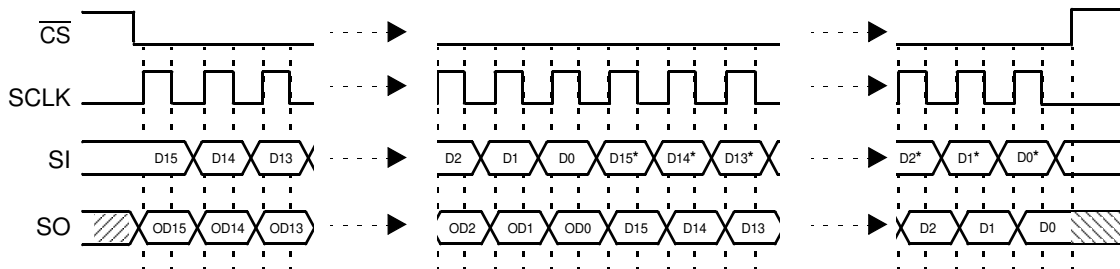 CS
SCLK
SI D15 D14 D13 D2 D1 D0 D15* D14* D13* D2* D1* D0*
SO OD15 OD14 OD13 OD2 OD1 OD0 D15 D14 D13 D2 D1 D0